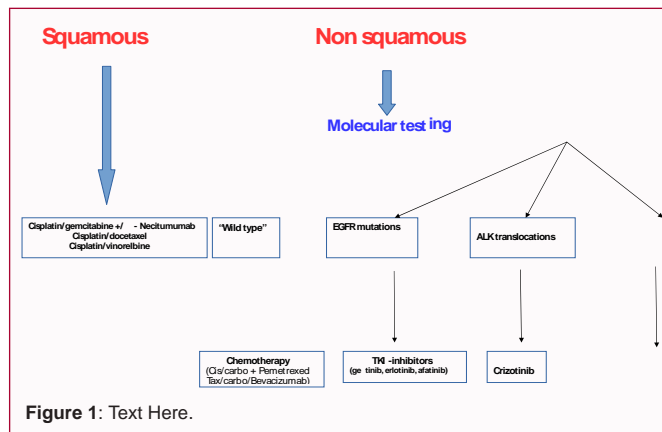 Squamous
Non squamous
Molecular testing
Cisplatin/gemcitabine +/ - Necitumumab
Cisplatin/docetaxel
Cisplatin/vinorelbine
"Wild type"
EGFR mutations
ALK translocations
Chemotherapy
(Cis/carbo + Pemetrexed
Tax/carbo/Bevacizumab)
TKI -inhibitors
(ge tinib, erlotinib, afatinib)
Crizotinib
Figure 1: Text Here.